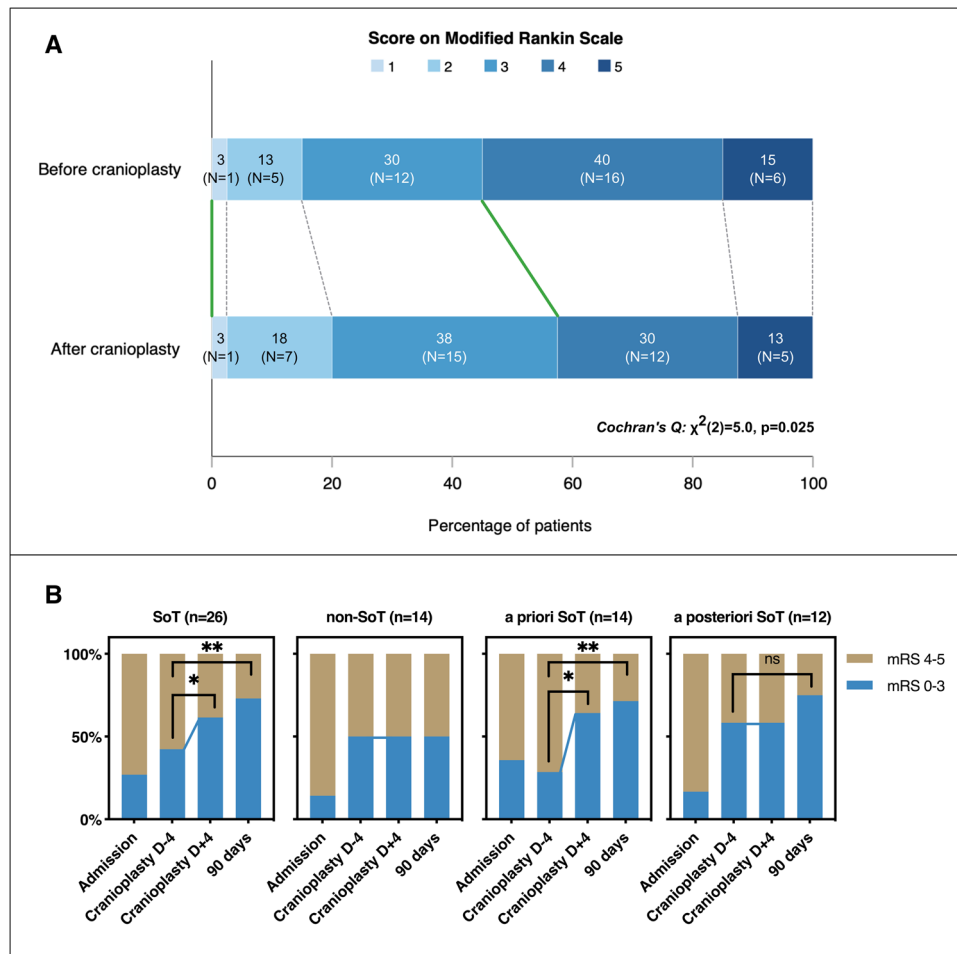 A
Score on Modified Rankin Scale
1 2 3 4 5
Before cranioplasty
3 13 30 40 15
(N=1) (N=5) (N=12) (N=16) (N=6)
After cranioplasty
3 18 38 30 13
(N=1) (N=7) (N=15) (N=12) (N=5)
Cochran's Q: χ²(2)=5.0, p=0.025
0 20 40 60 80 100
Percentage of patients
B
SoT (n=26) non-SoT (n=14) a priori SoT (n=14) a posteriori SoT (n=12)
100%
50%
0%
** ** ns
* *
mRS 4-5
mRS 0-3
Admission Cranioplasty D-4 Cranioplasty D+4 90 days
Admission Cranioplasty D-4 Cranioplasty D+4 90 days
Admission Cranioplasty D-4 Cranioplasty D+4 90 days
Admission Cranioplasty D-4 Cranioplasty D+4 90 days